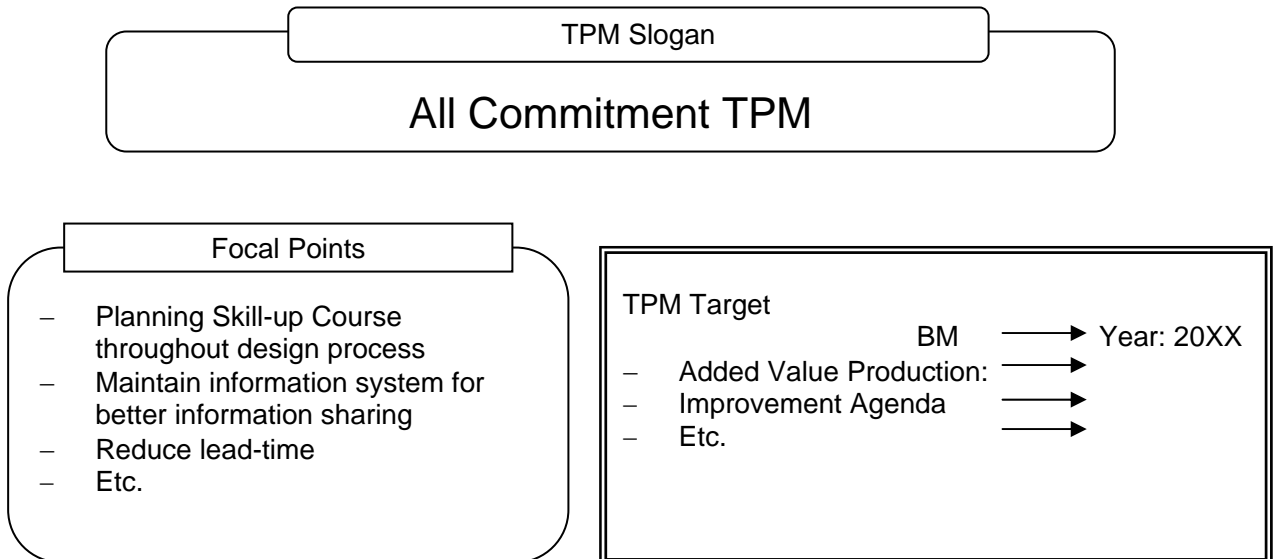 TPM Slogan
All Commitment TPM
Focal Points
– Planning Skill-up Course
throughout design process
– Maintain information system for
better information sharing
– Reduce lead-time
– Etc.
TPM Target
BM → Year: 20XX
– Added Value Production: →
– Improvement Agenda →
– Etc. →